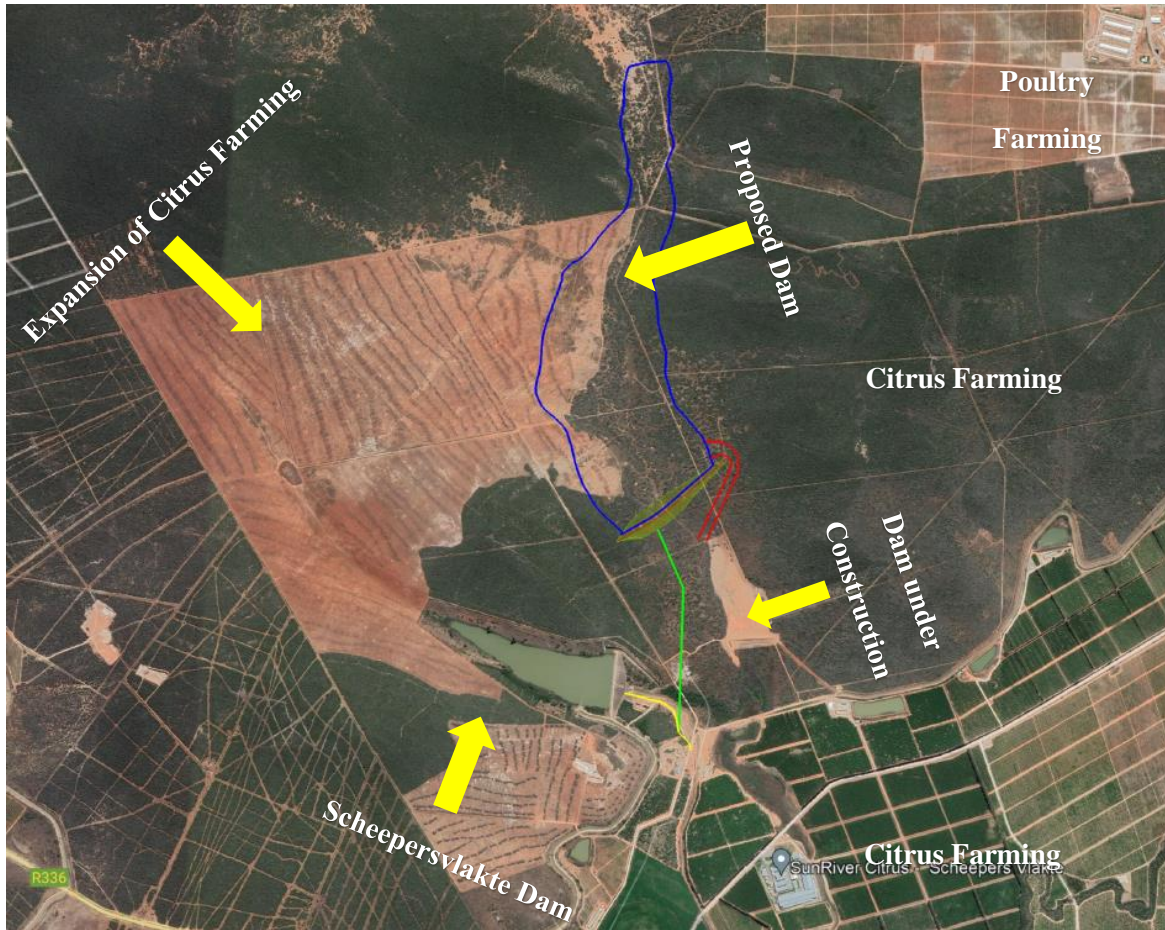 Poultry
Farming
Expansion of Citrus Farming
Proposed Dam
Citrus Farming
Dam under
Construction
Scheepersvlakte Dam
Citrus Farming
SunRiver Citrus - Scheepers Vlakte
R336